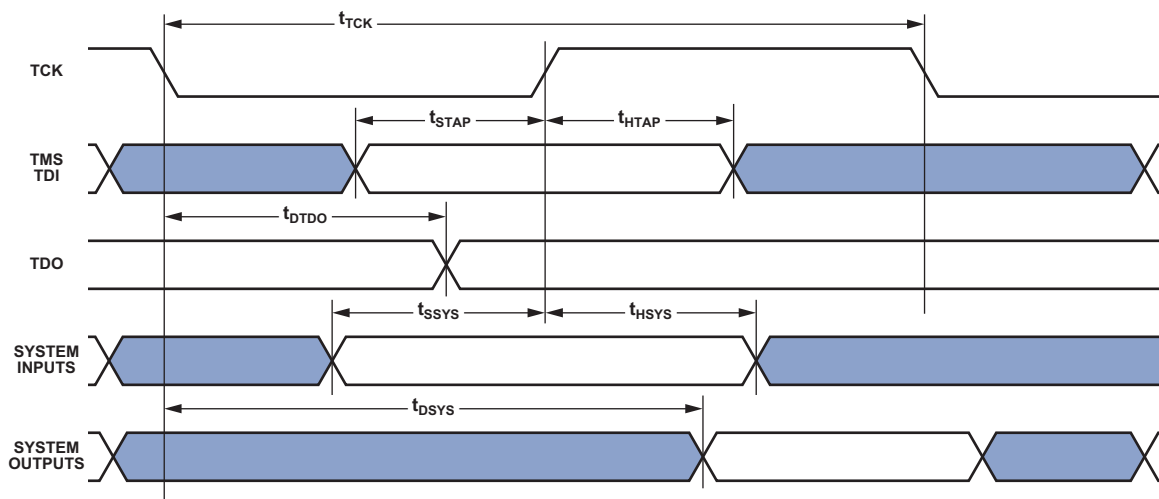 tTCK
TCK
tSTAP
tHTAP
TMS
TDI
tDTDO
TDO
tSSYS
tHSYS
SYSTEM
INPUTS
tDSYS
SYSTEM
OUTPUTS